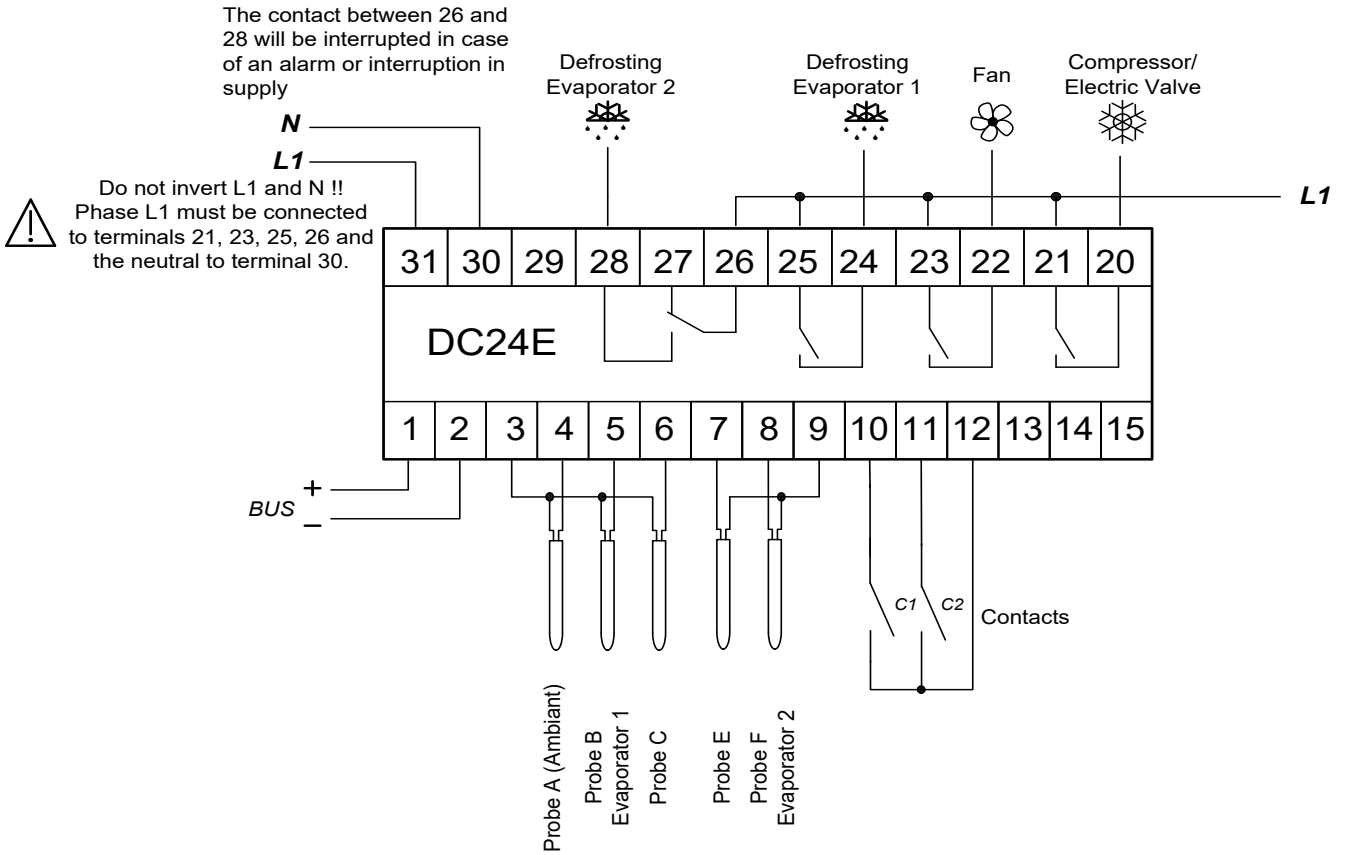 The contact between 26 and
28 will be interrupted in case
of an alarm or interruption in
supply
Defrosting
Evaporator 2
Defrosting
Evaporator 1
Fan
Compressor/
Electric Valve
N
L1
Do not invert L1 and N !!
Phase L1 must be connected
to terminals 21, 23, 25, 26 and
the neutral to terminal 30.
L1
31 30 29 28 27 26 25 24 23 22 21 20
DC24E
1 2 3 4 5 6 7 8 9 10 11 12 13 14 15
BUS
+
–
C1
C2
Contacts
Probe A (Ambiant)
Probe B
Evaporator 1
Probe C
Probe E
Probe F
Evaporator 2